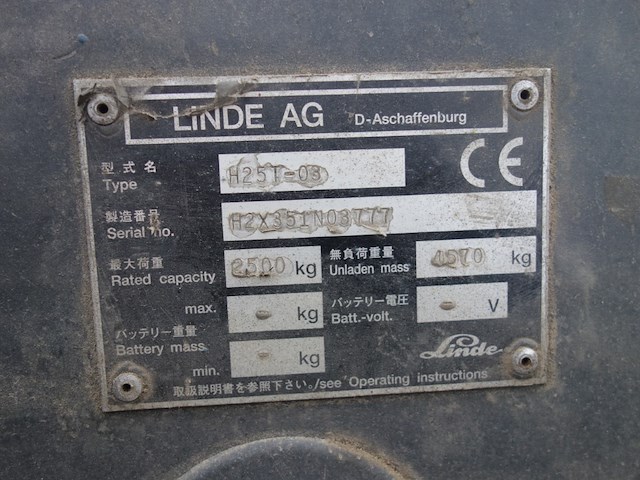 LINDE AG D-Aschaffenburg
型式名 H25T-03
Type
CE
製造番号 H2X351N03777
Serial no.
最大荷重 2500 kg 無負荷重量 4570 kg
Rated capacity Unladen mass
max. - kg バッテリー電圧 - V
Batt.-volt.
バッテリー重量
Battery mass - kg Linde
min.
取扱説明書を参照下さい。/see Operating instructions